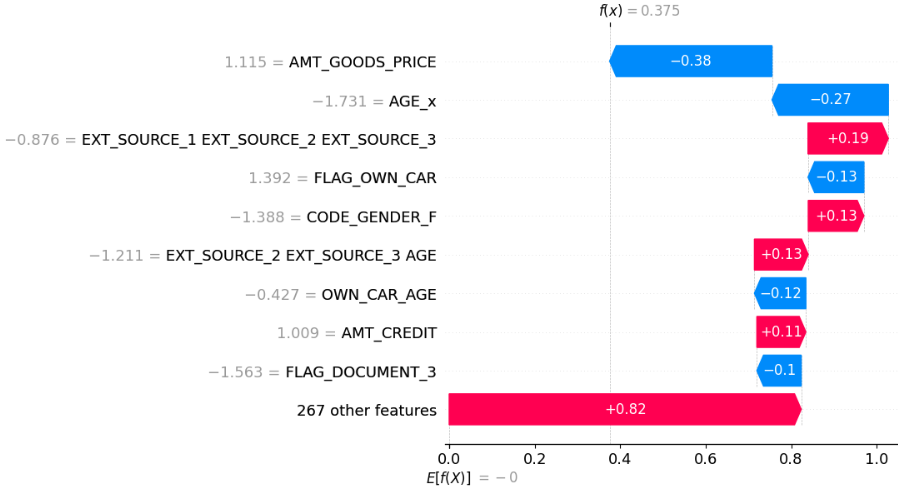 f(x) = 0.375
1.115 = AMT_GOODS_PRICE −0.38
−1.731 = AGE_x −0.27
−0.876 = EXT_SOURCE_1 EXT_SOURCE_2 EXT_SOURCE_3 +0.19
1.392 = FLAG_OWN_CAR −0.13
−1.388 = CODE_GENDER_F +0.13
−1.211 = EXT_SOURCE_2 EXT_SOURCE_3 AGE +0.13
−0.427 = OWN_CAR_AGE −0.12
1.009 = AMT_CREDIT +0.11
−1.563 = FLAG_DOCUMENT_3 −0.1
267 other features +0.82
0.0 0.2 0.4 0.6 0.8 1.0
E[f(X)] = −0